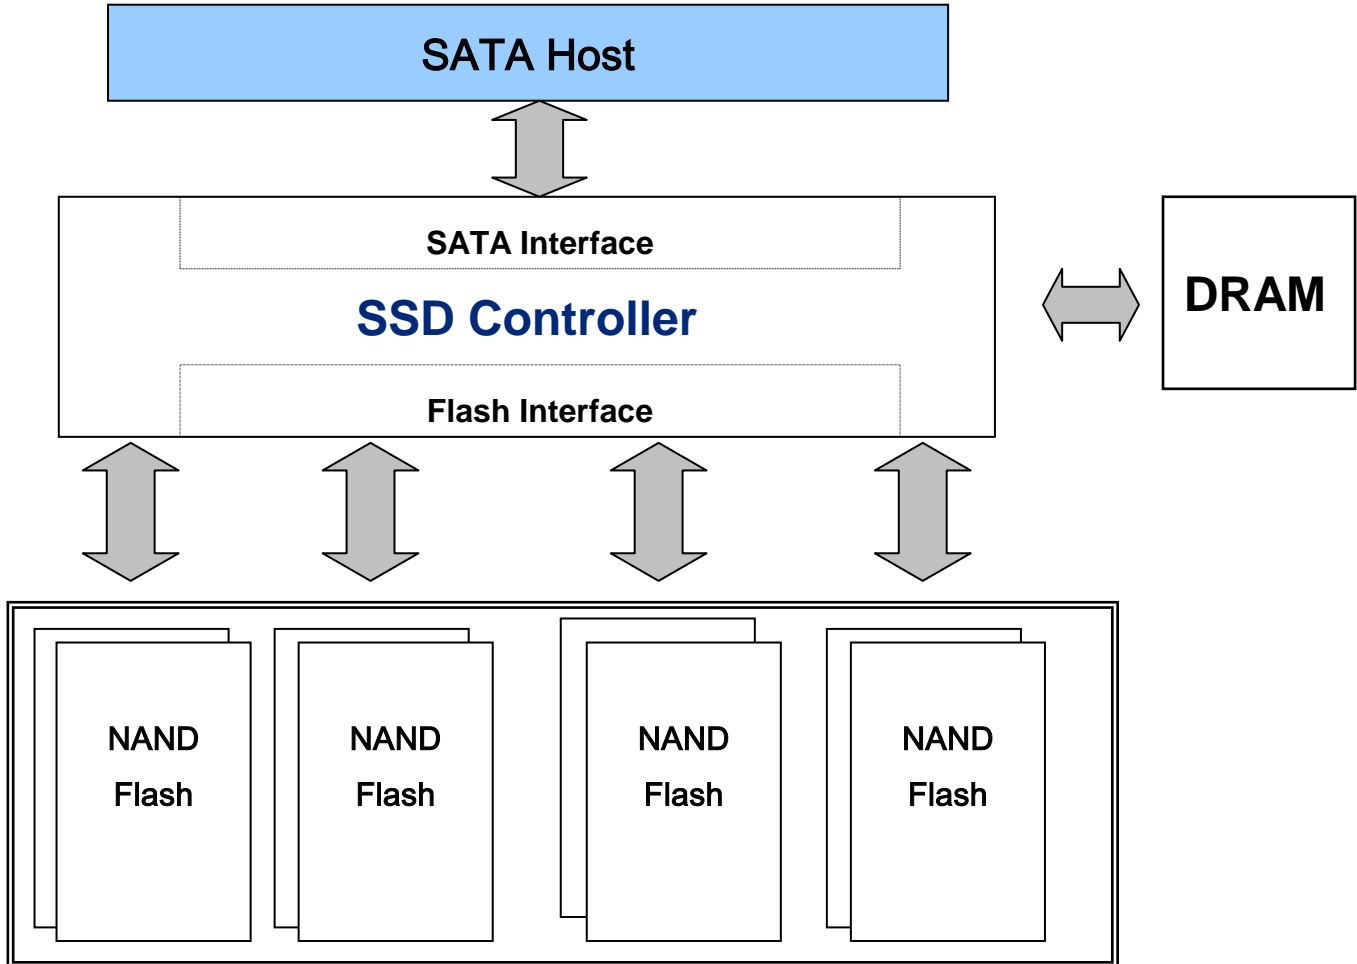 SATA Host
SATA Interface
SSD Controller
DRAM
Flash Interface
NAND
Flash
NAND
Flash
NAND
Flash
NAND
Flash